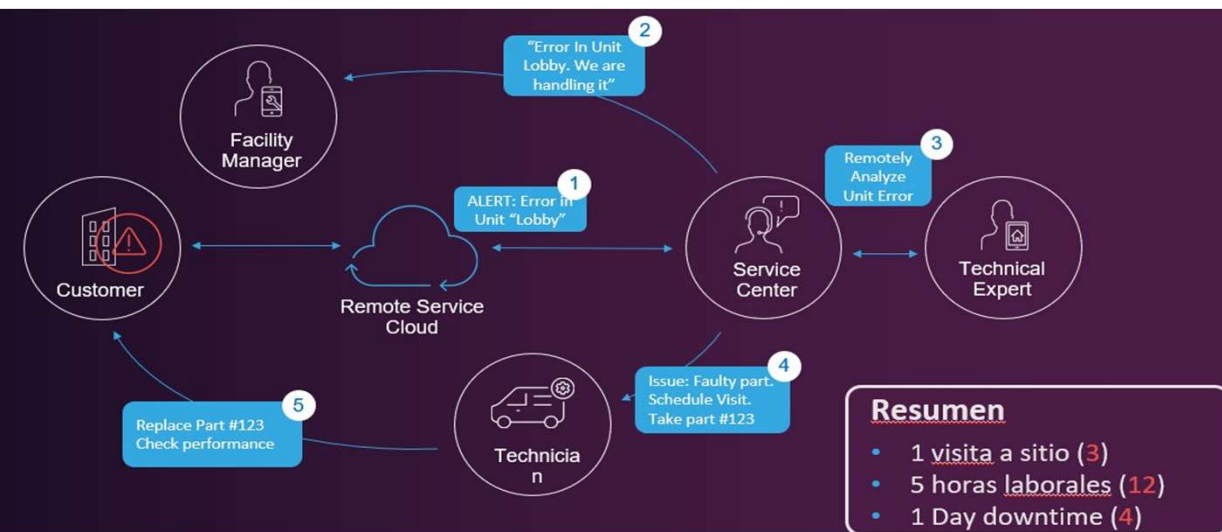 2
“Error In Unit
Lobby. We are
handling it”
Facility
Manager
3
Remotely
Analyze
Unit Error
1
ALERT: Error in
Unit “Lobby”
Customer
Remote Service
Cloud
Service
Center
Technical
Expert
4
Issue: Faulty part.
Schedule Visit.
Take part #123
5
Replace Part #123
Check performance
Technicia
n
Resumen
• 1 visita a sitio (3)
• 5 horas laborales (12)
• 1 Day downtime (4)